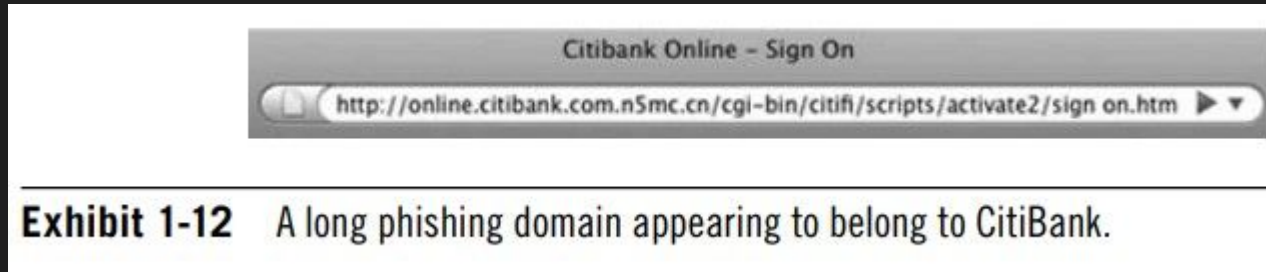 Citibank Online – Sign On
http://online.citibank.com.n5mc.cn/cgi-bin/citifi/scripts/activate2/sign on.htm
Exhibit 1-12 A long phishing domain appearing to belong to CitiBank.